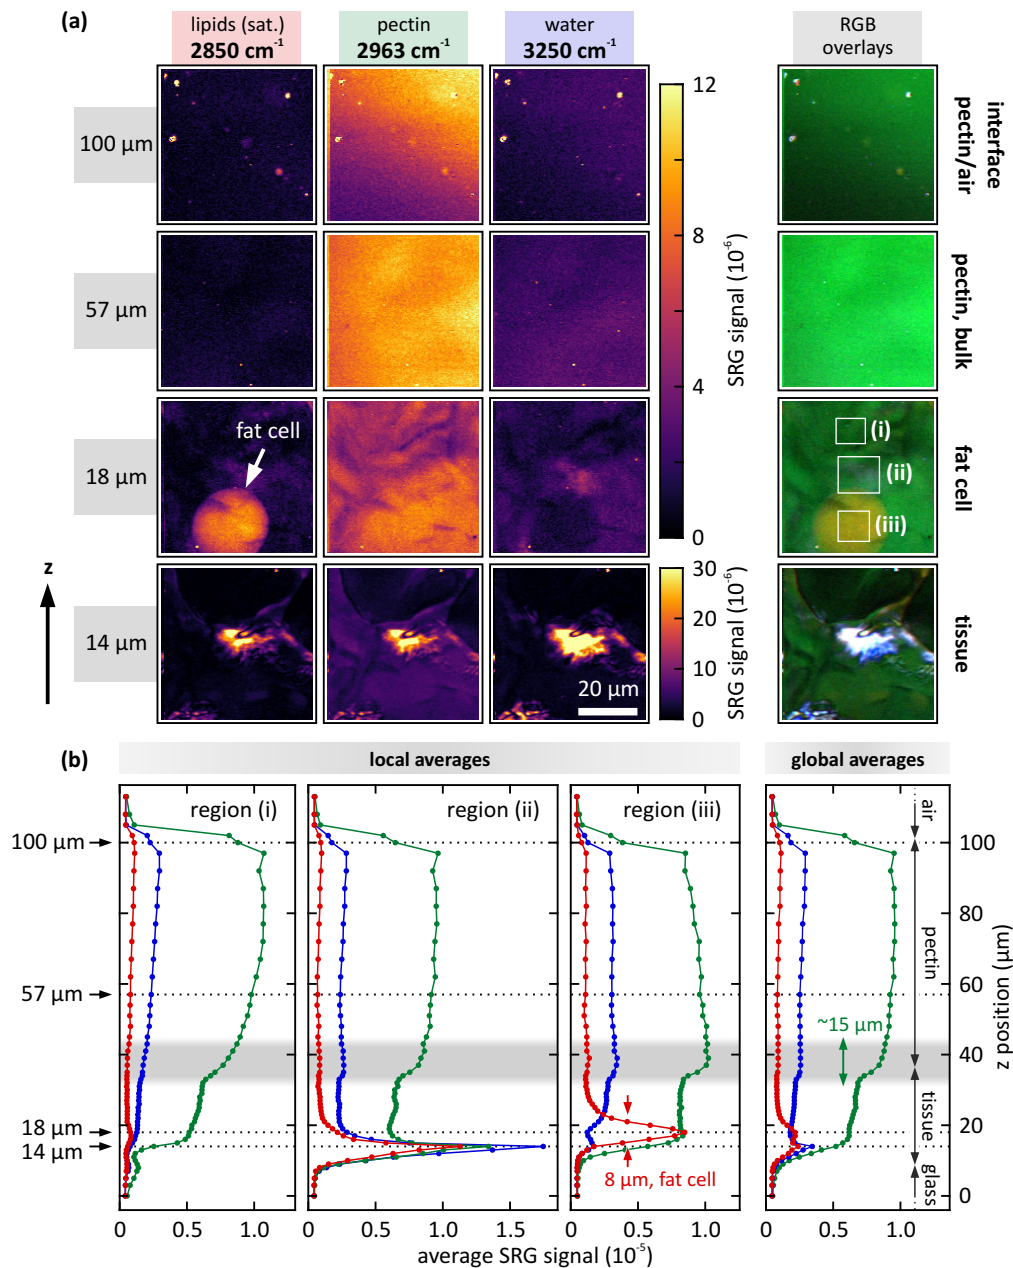 (a)
lipids (sat.)
2850 cm-1
pectin
2963 cm-1
water
3250 cm-1
RGB
overlays
100 µm
interface
pectin/air
57 µm
pectin, bulk
18 µm
fat cell
(i)
(ii)
(iii)
fat cell
z
14 µm
20 µm
tissue
12
8
4
0
SRG signal (10-6)
30
20
10
0
SRG signal (10-6)
(b)
local averages
global averages
region (i)
region (ii)
region (iii)
100 µm
57 µm
18 µm
14 µm
8 µm, fat cell
~15 µm
air
pectin
tissue
glass
100
80
60
40
20
0
z position (µm)
0 0.5 1.0
0 0.5 1.0 1.5
0 0.5 1.0
0 0.5 1.0
average SRG signal (10-5)